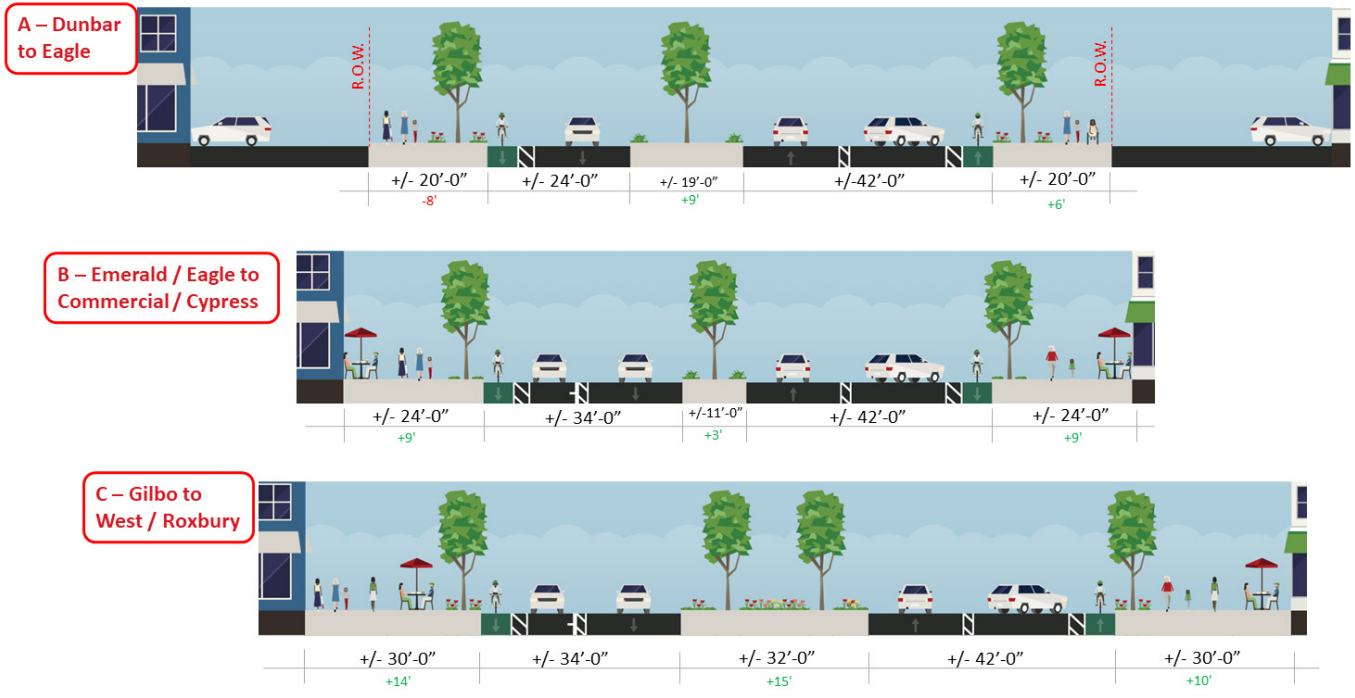 A – Dunbar
to Eagle
R.O.W.
R.O.W.
+/- 20’-0” +/- 24’-0” +/- 19’-0” +/-42’-0” +/- 20’-0”
-8' +9' +6'
B – Emerald / Eagle to
Commercial / Cypress
+/- 24’-0” +/- 34’-0” +/-11’-0” +/- 42’-0” +/- 24’-0”
+9' +3' +9'
C – Gilbo to
West / Roxbury
+/- 30’-0” +/- 34’-0” +/- 32’-0” +/- 42’-0” +/- 30’-0”
+14' +15' +10'